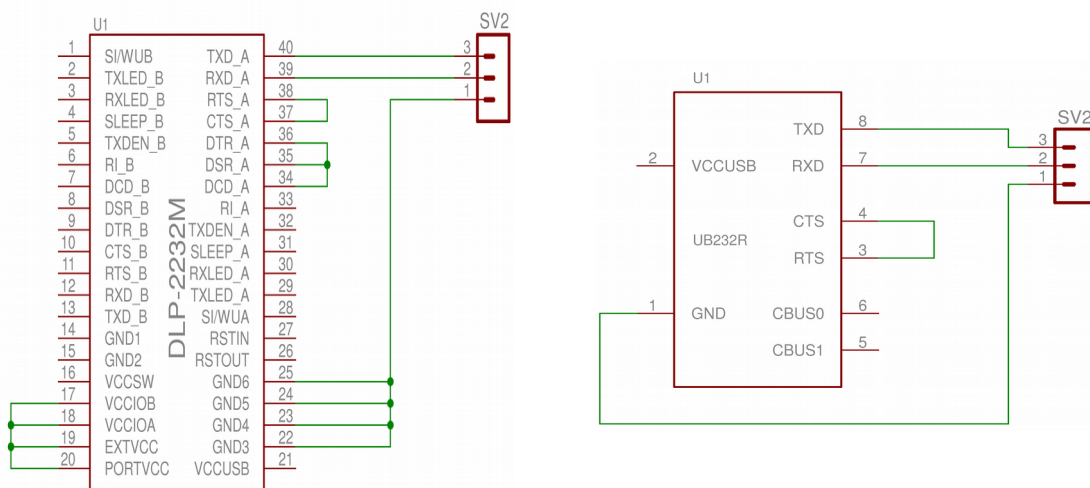 U1
SV2
1 SI/WUB TXD_A 40 3
2 TXLED_B RXD_A 39 2
3 RXLED_B RTS_A 38 1
4 SLEEP_B CTS_A 37
5 TXDEN_B DTR_A 36
6 RI_B DSR_A 35
7 DCD_B DCD_A 34
8 DSR_B RI_A 33
9 DTR_B TXDEN_A 32
10 CTS_B SLEEP_A 31
11 RTS_B RXLED_A 30
12 RXD_B TXLED_A 29
13 TXD_B SI/WUA 28
14 GND1 RSTIN 27
15 GND2 RSTOUT 26
16 VCCSW GND6 25
17 VCCIOB GND5 24
18 VCCIOA GND4 23
19 EXTVCC GND3 22
20 PORTVCC VCCUSB 21
DLP-2232M
U1
SV2
TXD 8 3
2 VCCUSB RXD 7 2
1
CTS 4
UB232R
RTS 3
1 GND CBUS0 6
CBUS1 5